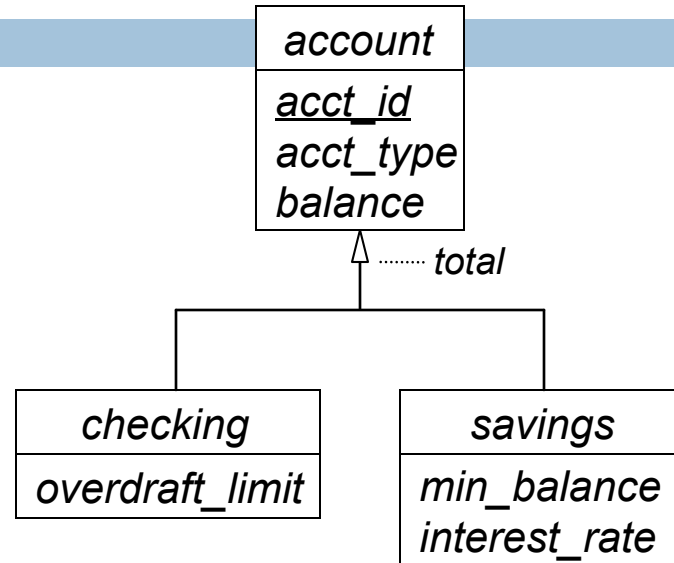 account
acct_id
acct_type
balance
total
checking
overdraft_limit
savings
min_balance
interest_rate